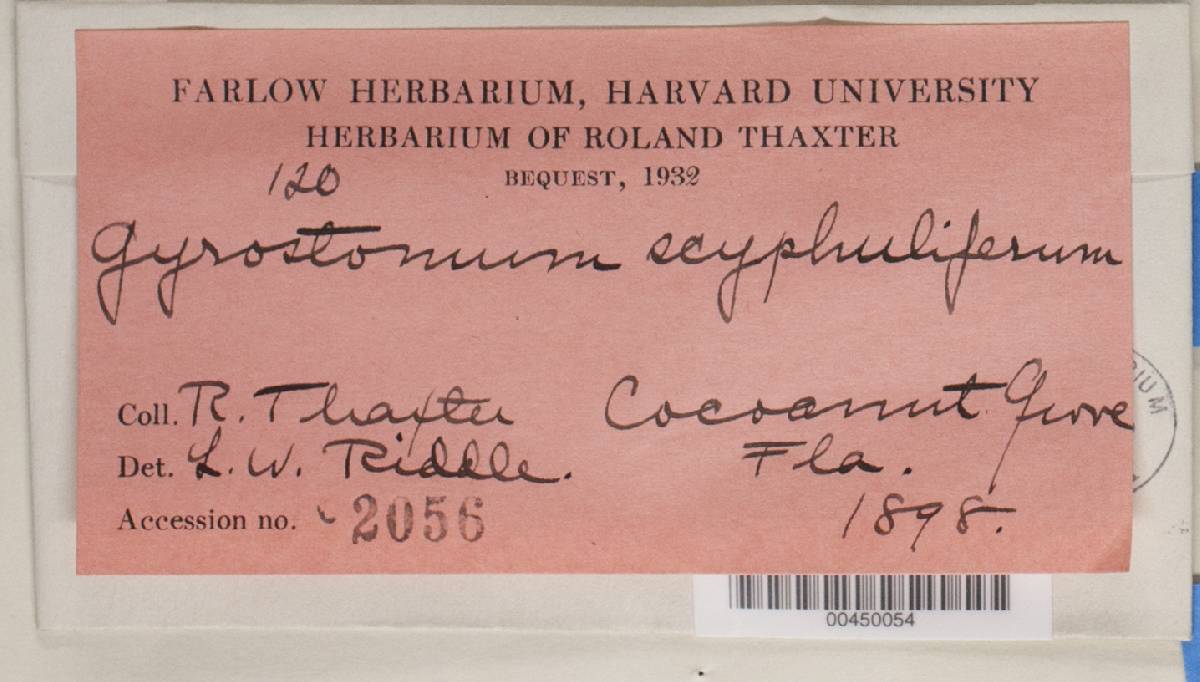 FARLOW HERBARIUM, HARVARD UNIVERSITY
HERBARIUM OF ROLAND THAXTER
120
BEQUEST, 1932
Gyrostomum scyphuliferum
Coll. R. Thaxter
Cocoanut Grove
Det. L. W. Riddle.
Fla.
Accession no. 2056
1898.
00450054